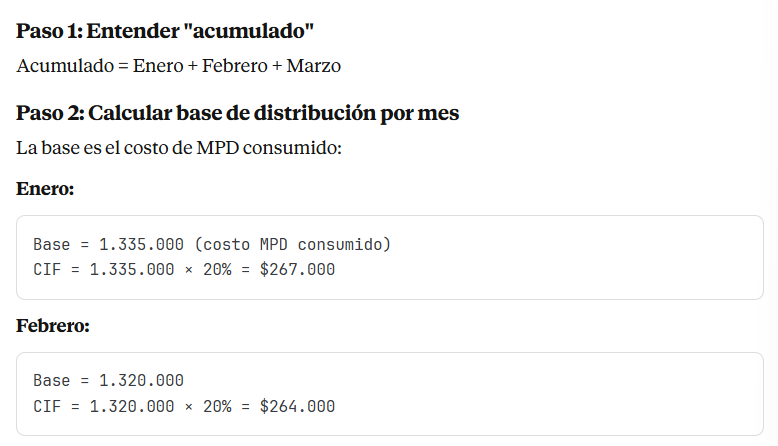 Paso 1: Entender "acumulado"
Acumulado = Enero + Febrero + Marzo
Paso 2: Calcular base de distribución por mes
La base es el costo de MPD consumido:
Enero:
Base = 1.335.000 (costo MPD consumido)
CIF = 1.335.000 × 20% = $267.000
Febrero:
Base = 1.320.000
CIF = 1.320.000 × 20% = $264.000